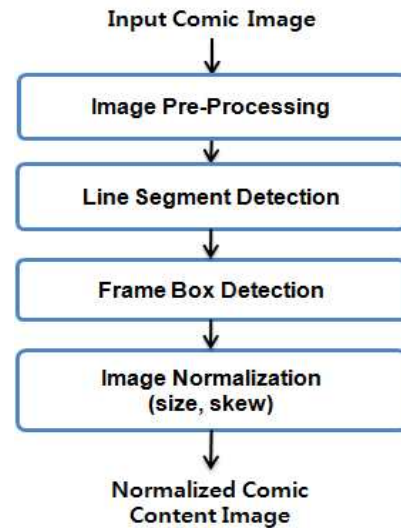 Input Comic Image
Image Pre-Processing
Line Segment Detection
Frame Box Detection
Image Normalization
(size, skew)
Normalized Comic
Content Image